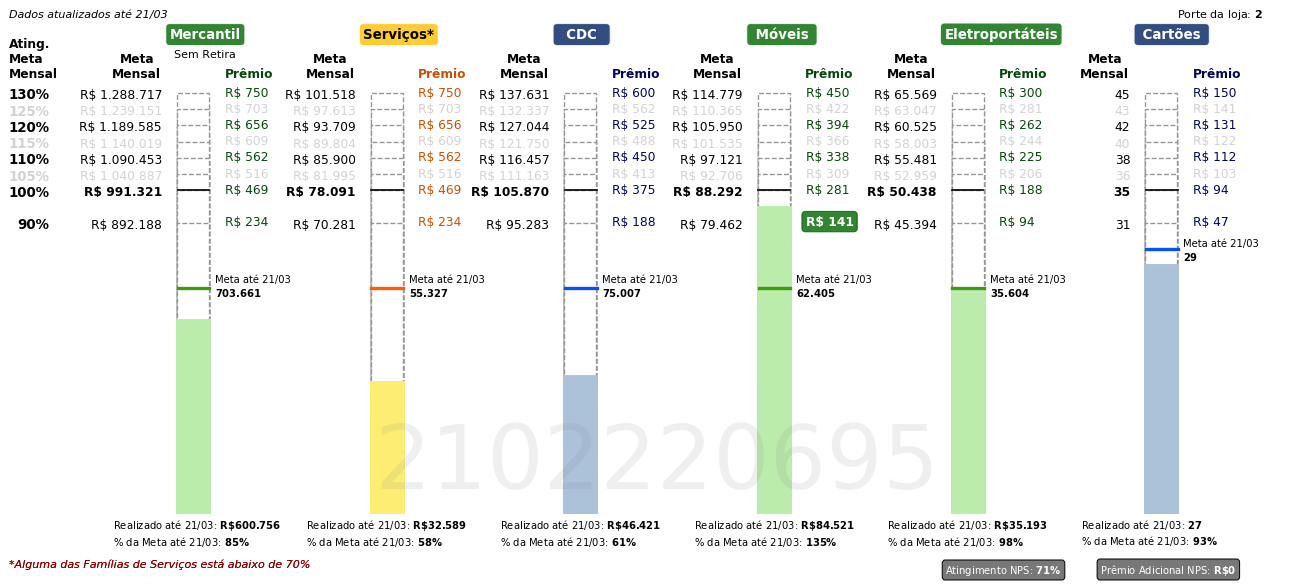 Dados atualizados até 21/03 Porte da loja: 2
Mercantil Serviços* CDC Móveis Eletroportáteis Cartões
Sem Retira
Ating. Meta Mensal Meta Mensal Prêmio Meta Mensal Prêmio Meta Mensal Prêmio Meta Mensal Prêmio Meta Mensal Prêmio Meta Mensal Prêmio
130% R$ 1.288.717 R$ 750 R$ 101.518 R$ 750 R$ 137.631 R$ 600 R$ 114.779 R$ 450 R$ 65.569 R$ 300 45 R$ 150
125% R$ 1.239.151 R$ 703 R$ 97.613 R$ 703 R$ 132.337 R$ 562 R$ 110.365 R$ 422 R$ 63.047 R$ 281 43 R$ 141
120% R$ 1.189.585 R$ 656 R$ 93.709 R$ 656 R$ 127.044 R$ 525 R$ 105.950 R$ 394 R$ 60.525 R$ 262 42 R$ 131
115% R$ 1.140.019 R$ 609 R$ 89.804 R$ 609 R$ 121.750 R$ 488 R$ 101.535 R$ 366 R$ 58.003 R$ 244 40 R$ 122
110% R$ 1.090.453 R$ 562 R$ 85.900 R$ 562 R$ 116.457 R$ 450 R$ 97.121 R$ 338 R$ 55.481 R$ 225 38 R$ 112
105% R$ 1.040.887 R$ 516 R$ 81.995 R$ 516 R$ 111.163 R$ 413 R$ 92.706 R$ 309 R$ 52.959 R$ 206 36 R$ 103
100% R$ 991.321 R$ 469 R$ 78.091 R$ 469 R$ 105.870 R$ 375 R$ 88.292 R$ 281 R$ 50.438 R$ 188 35 R$ 94
90% R$ 892.188 R$ 234 R$ 70.281 R$ 234 R$ 95.283 R$ 188 R$ 79.462 R$ 141 R$ 45.394 R$ 94 31 R$ 47
Meta até 21/03
29
Meta até 21/03 Meta até 21/03 Meta até 21/03 Meta até 21/03 Meta até 21/03
703.661 55.327 75.007 62.405 35.604
2102220695
Realizado até 21/03: R$600.756 Realizado até 21/03: R$32.589 Realizado até 21/03: R$46.421 Realizado até 21/03: R$84.521 Realizado até 21/03: R$35.193 Realizado até 21/03: 27
% da Meta até 21/03: 85% % da Meta até 21/03: 58% % da Meta até 21/03: 61% % da Meta até 21/03: 135% % da Meta até 21/03: 98% % da Meta até 21/03: 93%
*Alguma das Famílias de Serviços está abaixo de 70% Atingimento NPS: 71% Prêmio Adicional NPS: R$0